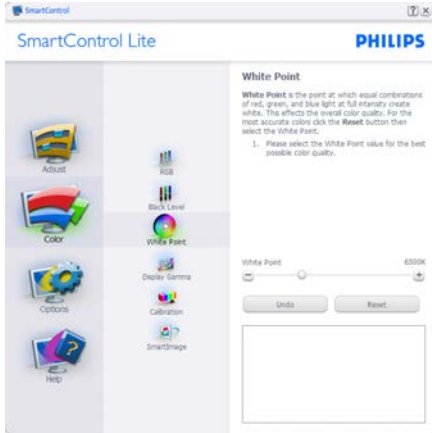 SmartControl
SmartControl Lite
PHILIPS
Adjust
Color
Options
Help
RGB
Black Level
White Point
Display Gamma
Calibration
SmartImage
White Point
White Point is the point at which equal combinations
of red, green, and blue light at full intensity create
white. This effects the overall color quality. For the
most accurate colors click the Reset button then
select the White Point.
1. Please select the White Point value for the best
possible color quality.
White Point 6500K
Undo Reset